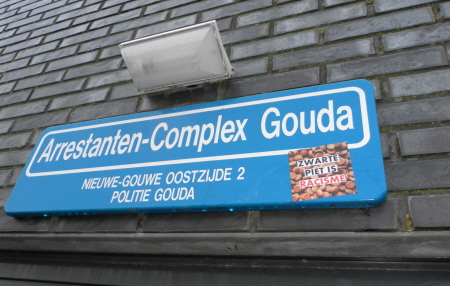 Arrestanten-Complex Gouda
NIEUWE-GOUWE OOSTZIJDE 2
POLITIE GOUDA
ZWARTE
PIET IS
RACISME